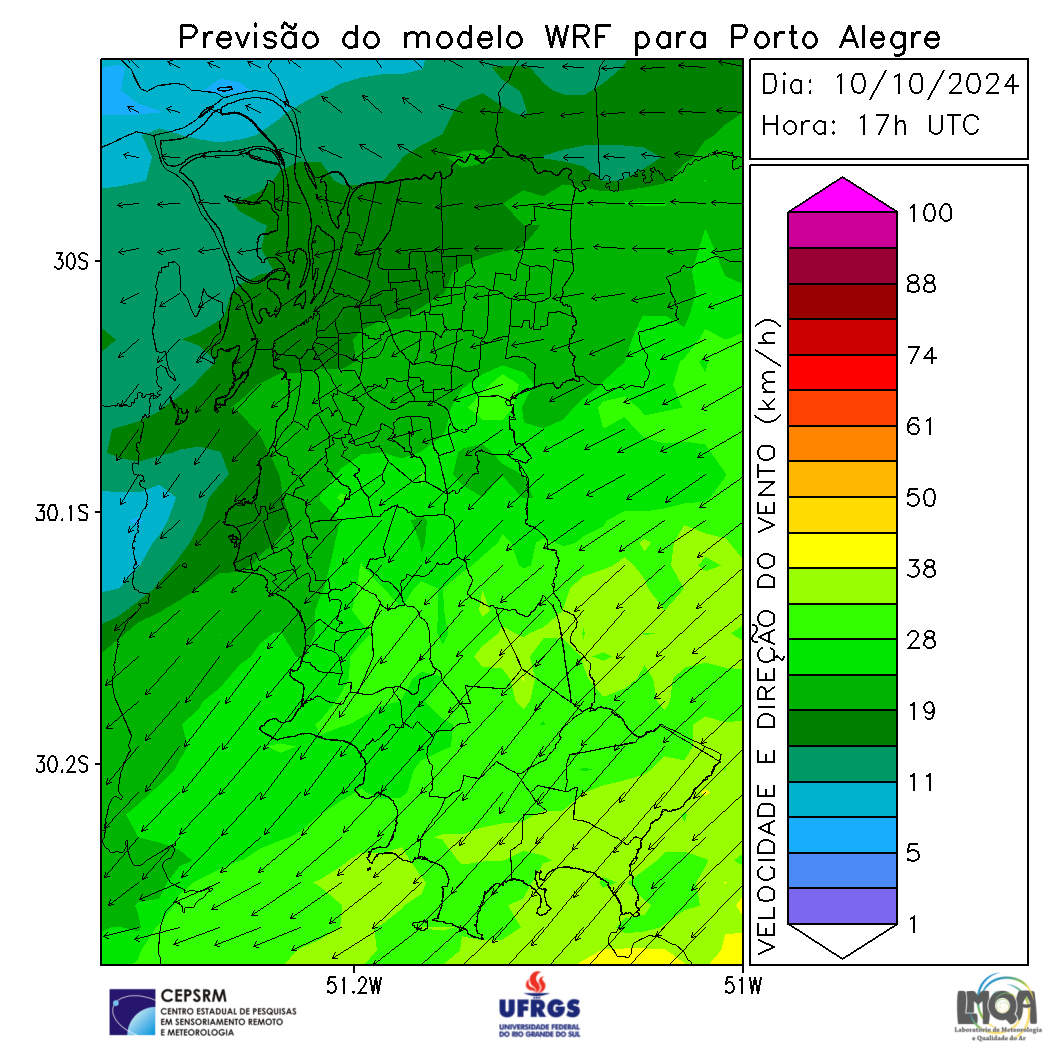 Previsão do modelo WRF para Porto Alegre
Dia: 10/10/2024
Hora: 17h UTC
30S
30.1S
30.2S
51.2W
51W
VELOCIDADE E DIREÇÃO DO VENTO (km/h)
100
88
74
61
50
38
28
19
11
5
1
CEPSRM
CENTRO ESTADUAL DE PESQUISAS
EM SENSORIAMENTO REMOTO
E METEOROLOGIA
UFRGS
UNIVERSIDADE FEDERAL
DO RIO GRANDE DO SUL
LMQA
Laboratório de Meteorologia
e Qualidade do Ar